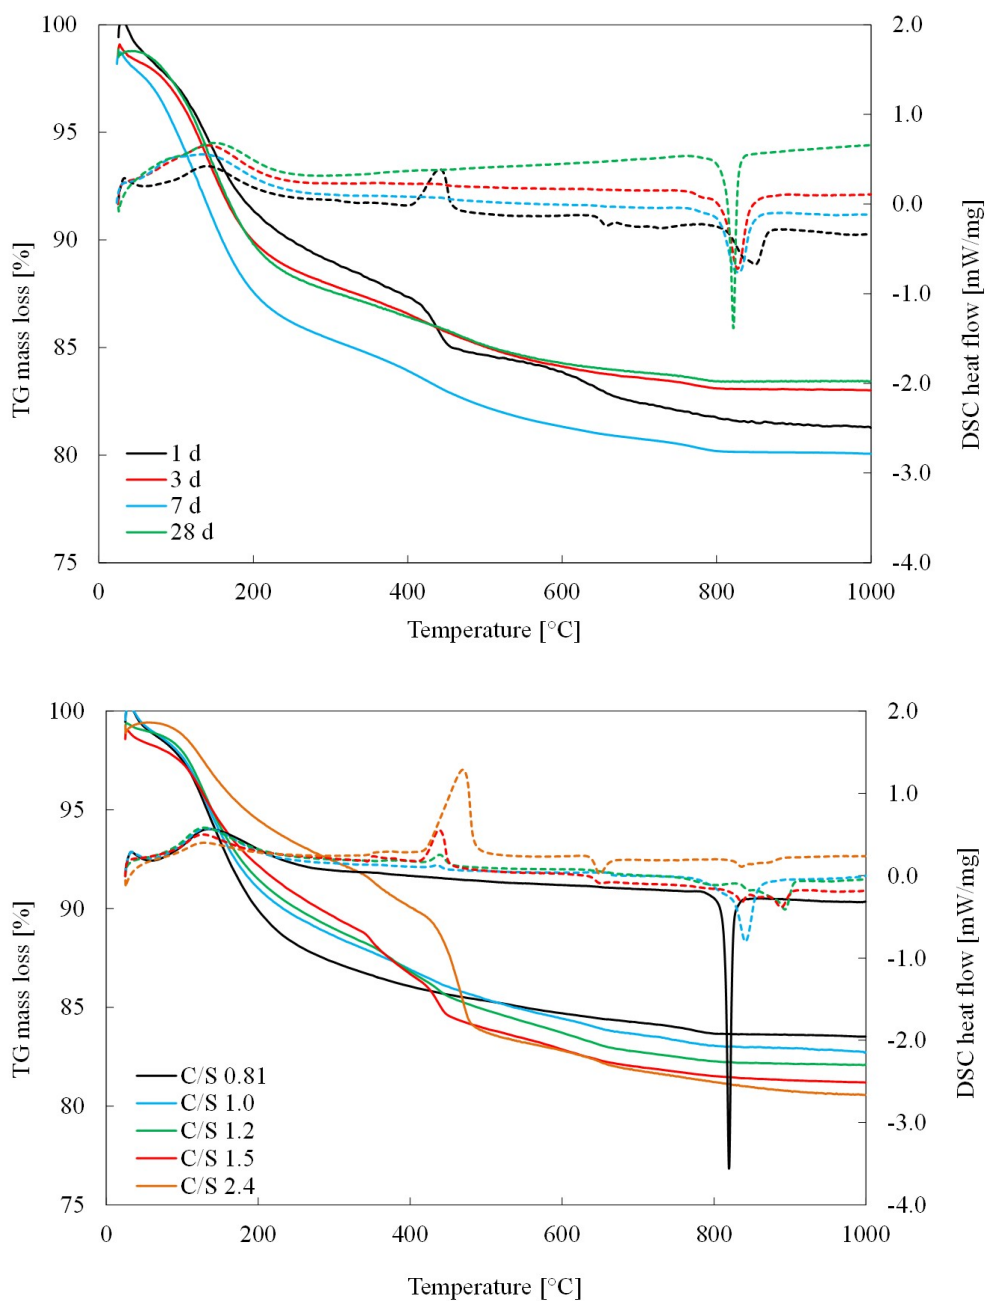 100
95
90
85
80
75
TG mass loss [%]
2.0
1.0
0.0
-1.0
-2.0
-3.0
-4.0
DSC heat flow [mW/mg]
1 d
3 d
7 d
28 d
0
200
400
600
800
1000
Temperature [°C]
100
95
90
85
80
75
TG mass loss [%]
2.0
1.0
0.0
-1.0
-2.0
-3.0
-4.0
DSC heat flow [mW/mg]
C/S 0.81
C/S 1.0
C/S 1.2
C/S 1.5
C/S 2.4
0
200
400
600
800
1000
Temperature [°C]